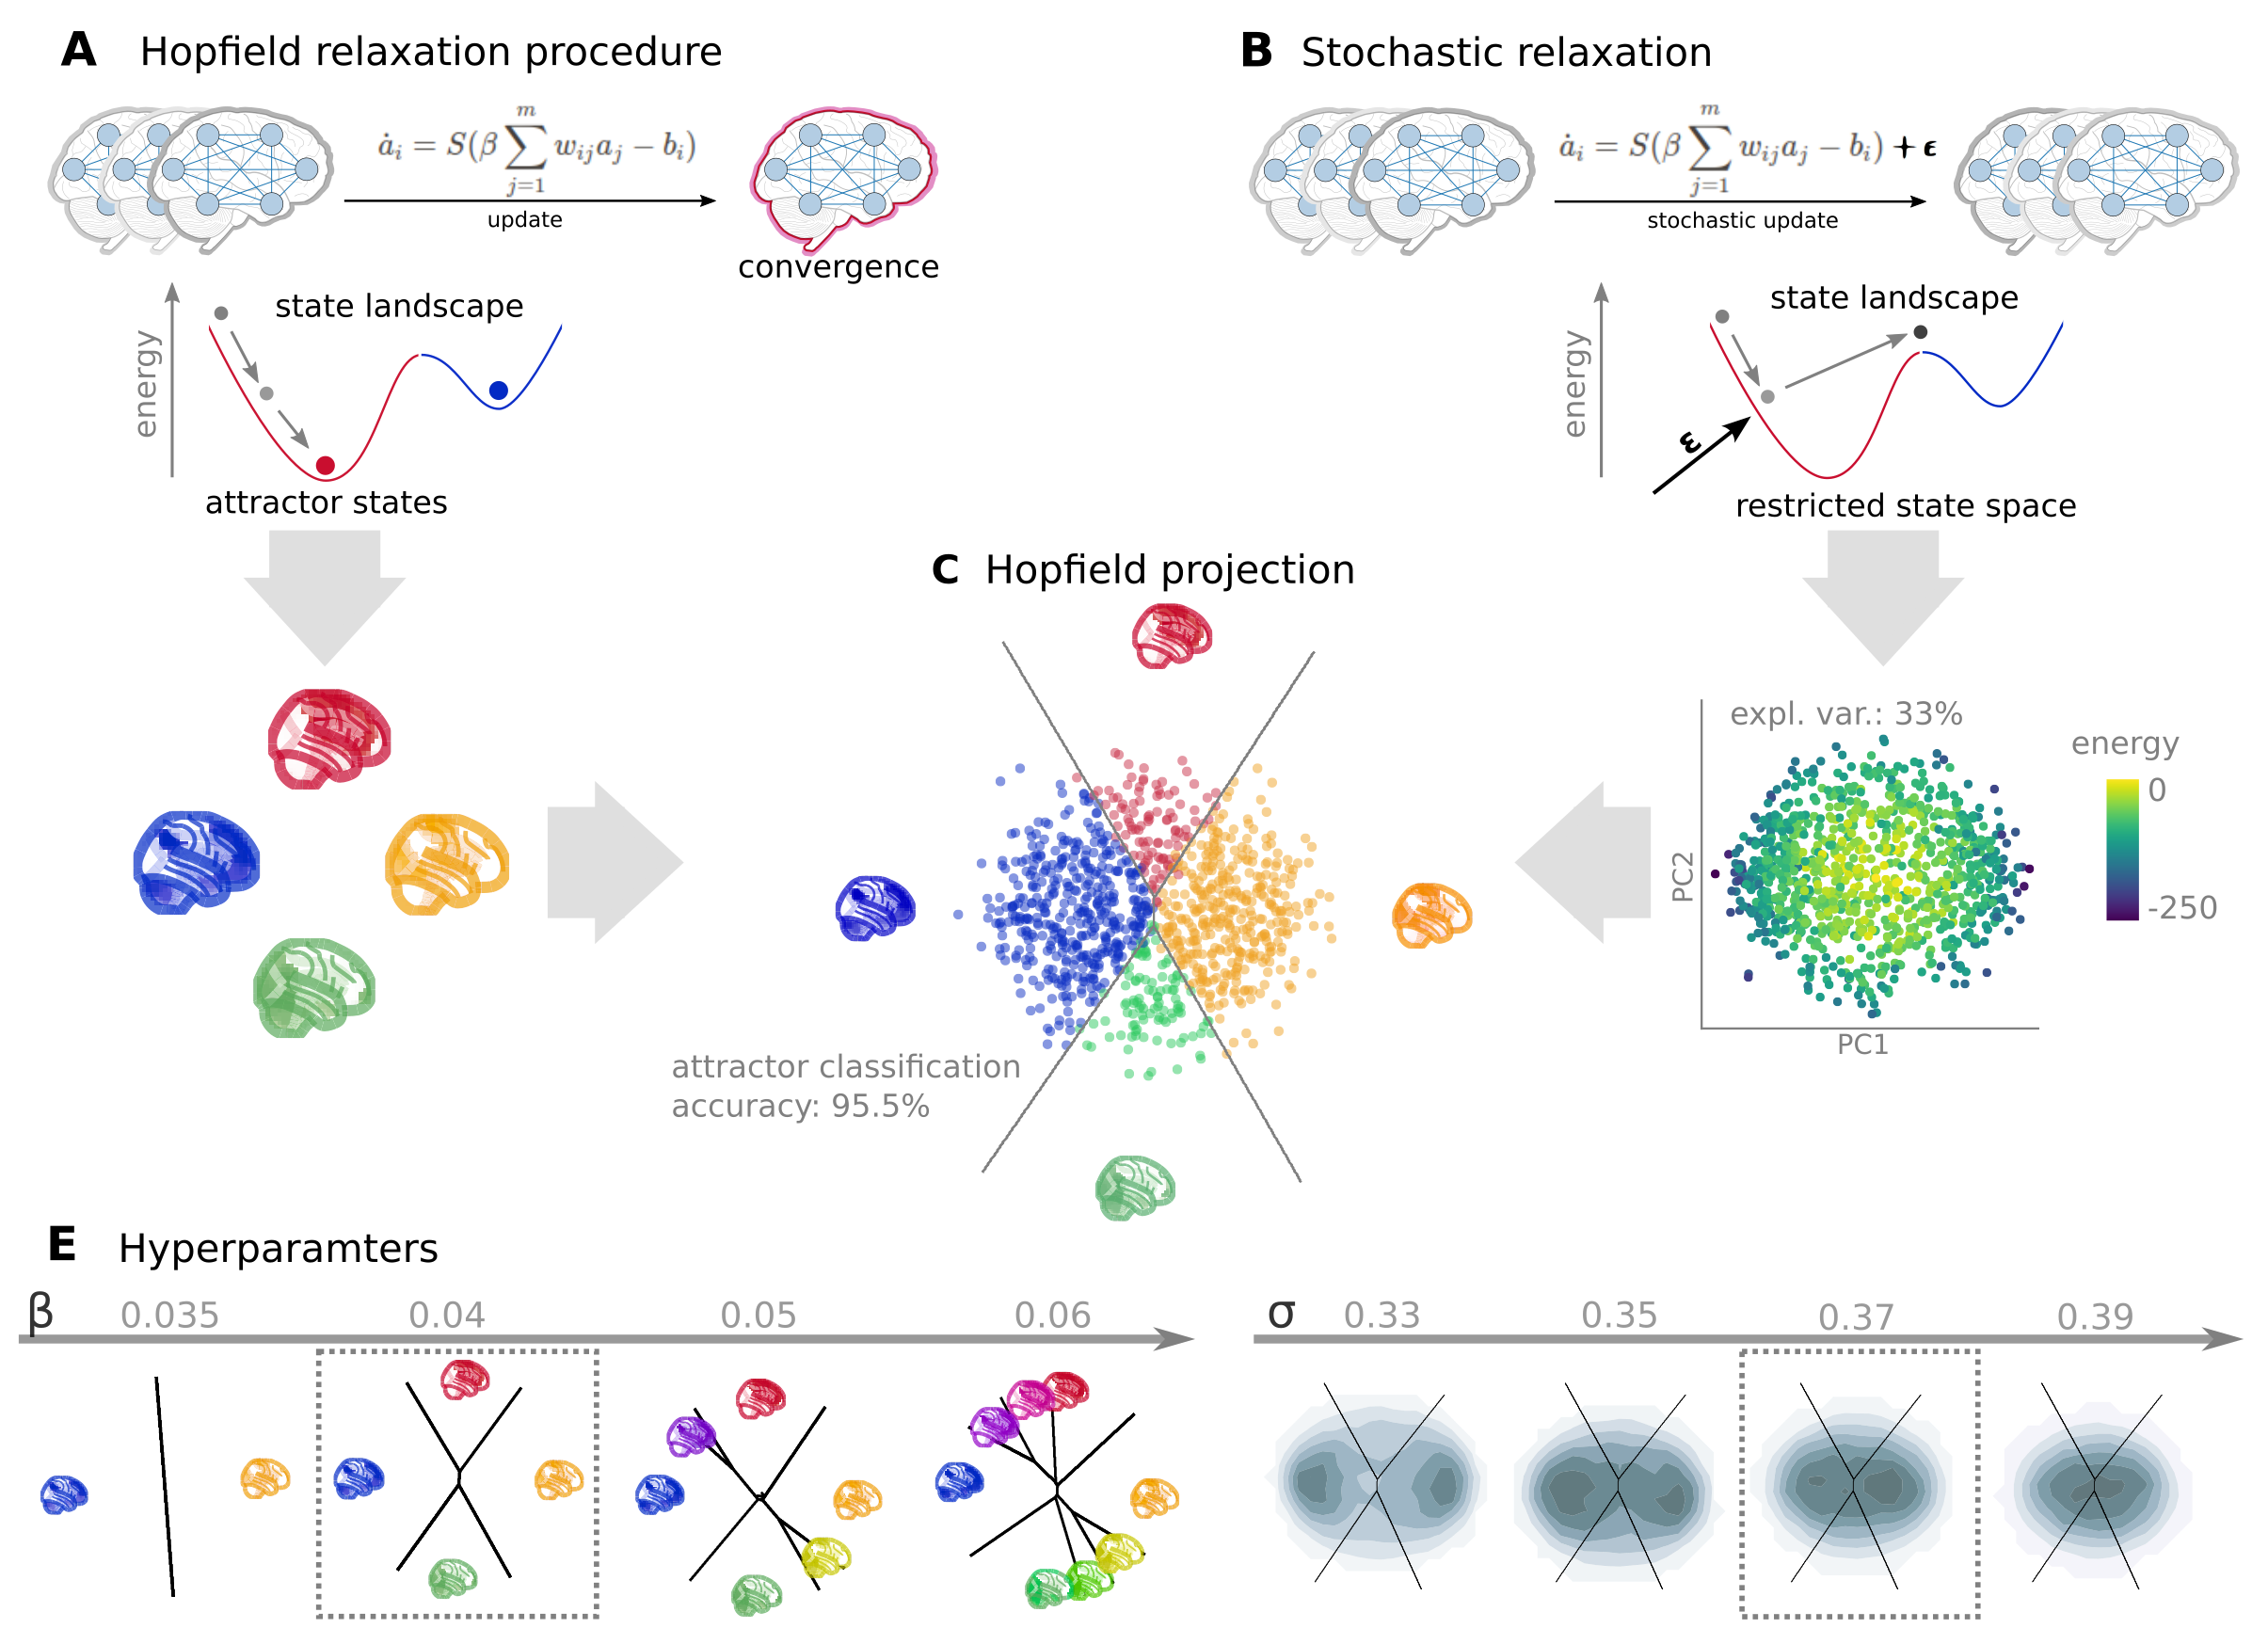 A Hopfield relaxation procedure
ȧᵢ = S(β ∑ⱼ₌₁ᵐ wᵢⱼaⱼ − bᵢ)
update
convergence
energy
state landscape
attractor states
B Stochastic relaxation
ȧᵢ = S(β ∑ⱼ₌₁ᵐ wᵢⱼaⱼ − bᵢ) + ϵ
stochastic update
energy
state landscape
ε
restricted state space
C Hopfield projection
attractor classification
accuracy: 95.5%
expl. var.: 33%
PC2
PC1
energy
0
-250
E Hyperparamters
β 0.035 0.04 0.05 0.06
σ 0.33 0.35 0.37 0.39